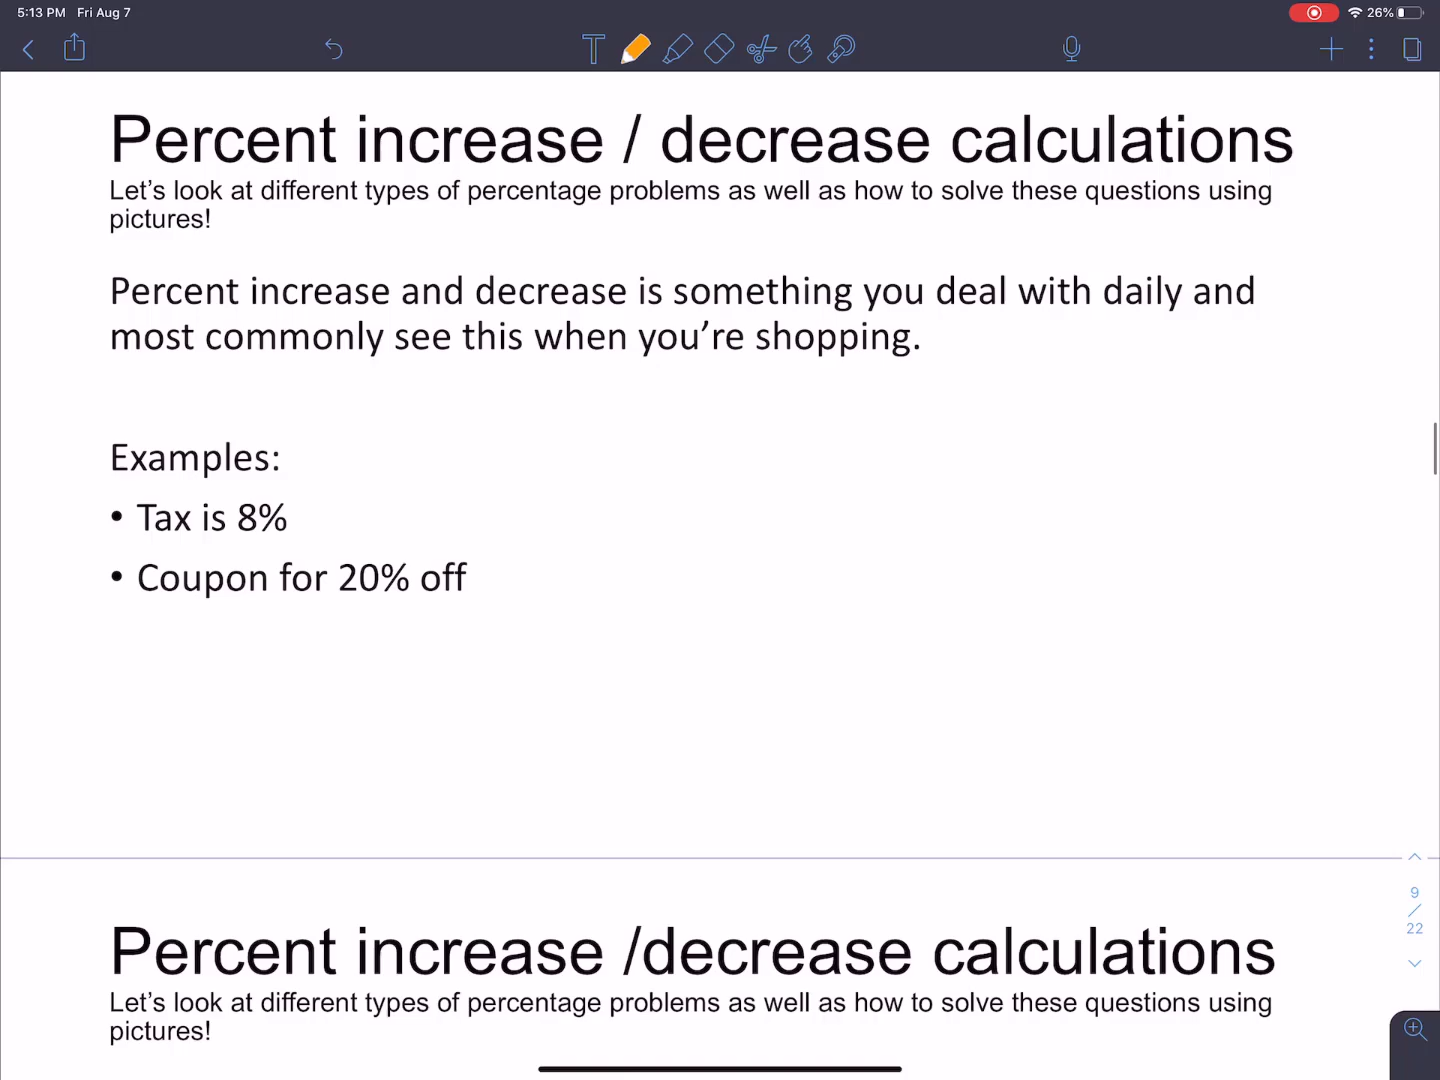 5:13 PM Fri Aug 7
26%
Percent increase / decrease calculations
Let’s look at different types of percentage problems as well as how to solve these questions using
pictures!
Percent increase and decrease is something you deal with daily and
most commonly see this when you’re shopping.
Examples:
• Tax is 8%
• Coupon for 20% off
9
/
22
Percent increase /decrease calculations
Let’s look at different types of percentage problems as well as how to solve these questions using
pictures!